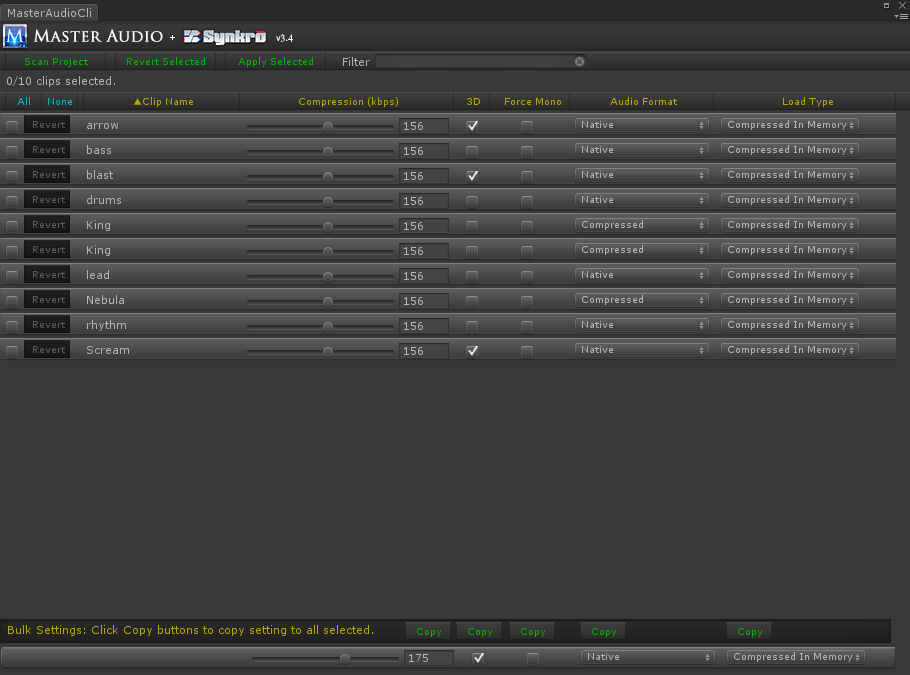 MasterAudioCli
MASTER AUDIO + Synkro v3.4
Scan Project Revert Selected Apply Selected Filter
0/10 clips selected.
All None ▲Clip Name Compression (kbps) 3D Force Mono Audio Format Load Type
Revert arrow 156 Native Compressed In Memory
Revert bass 156 Native Compressed In Memory
Revert blast 156 Native Compressed In Memory
Revert drums 156 Native Compressed In Memory
Revert King 156 Compressed Compressed In Memory
Revert King 156 Compressed Compressed In Memory
Revert lead 156 Native Compressed In Memory
Revert Nebula 156 Compressed Compressed In Memory
Revert rhythm 156 Native Compressed In Memory
Revert Scream 156 Native Compressed In Memory
Bulk Settings: Click Copy buttons to copy setting to all selected. Copy Copy Copy Copy Copy
175 Native Compressed In Memory